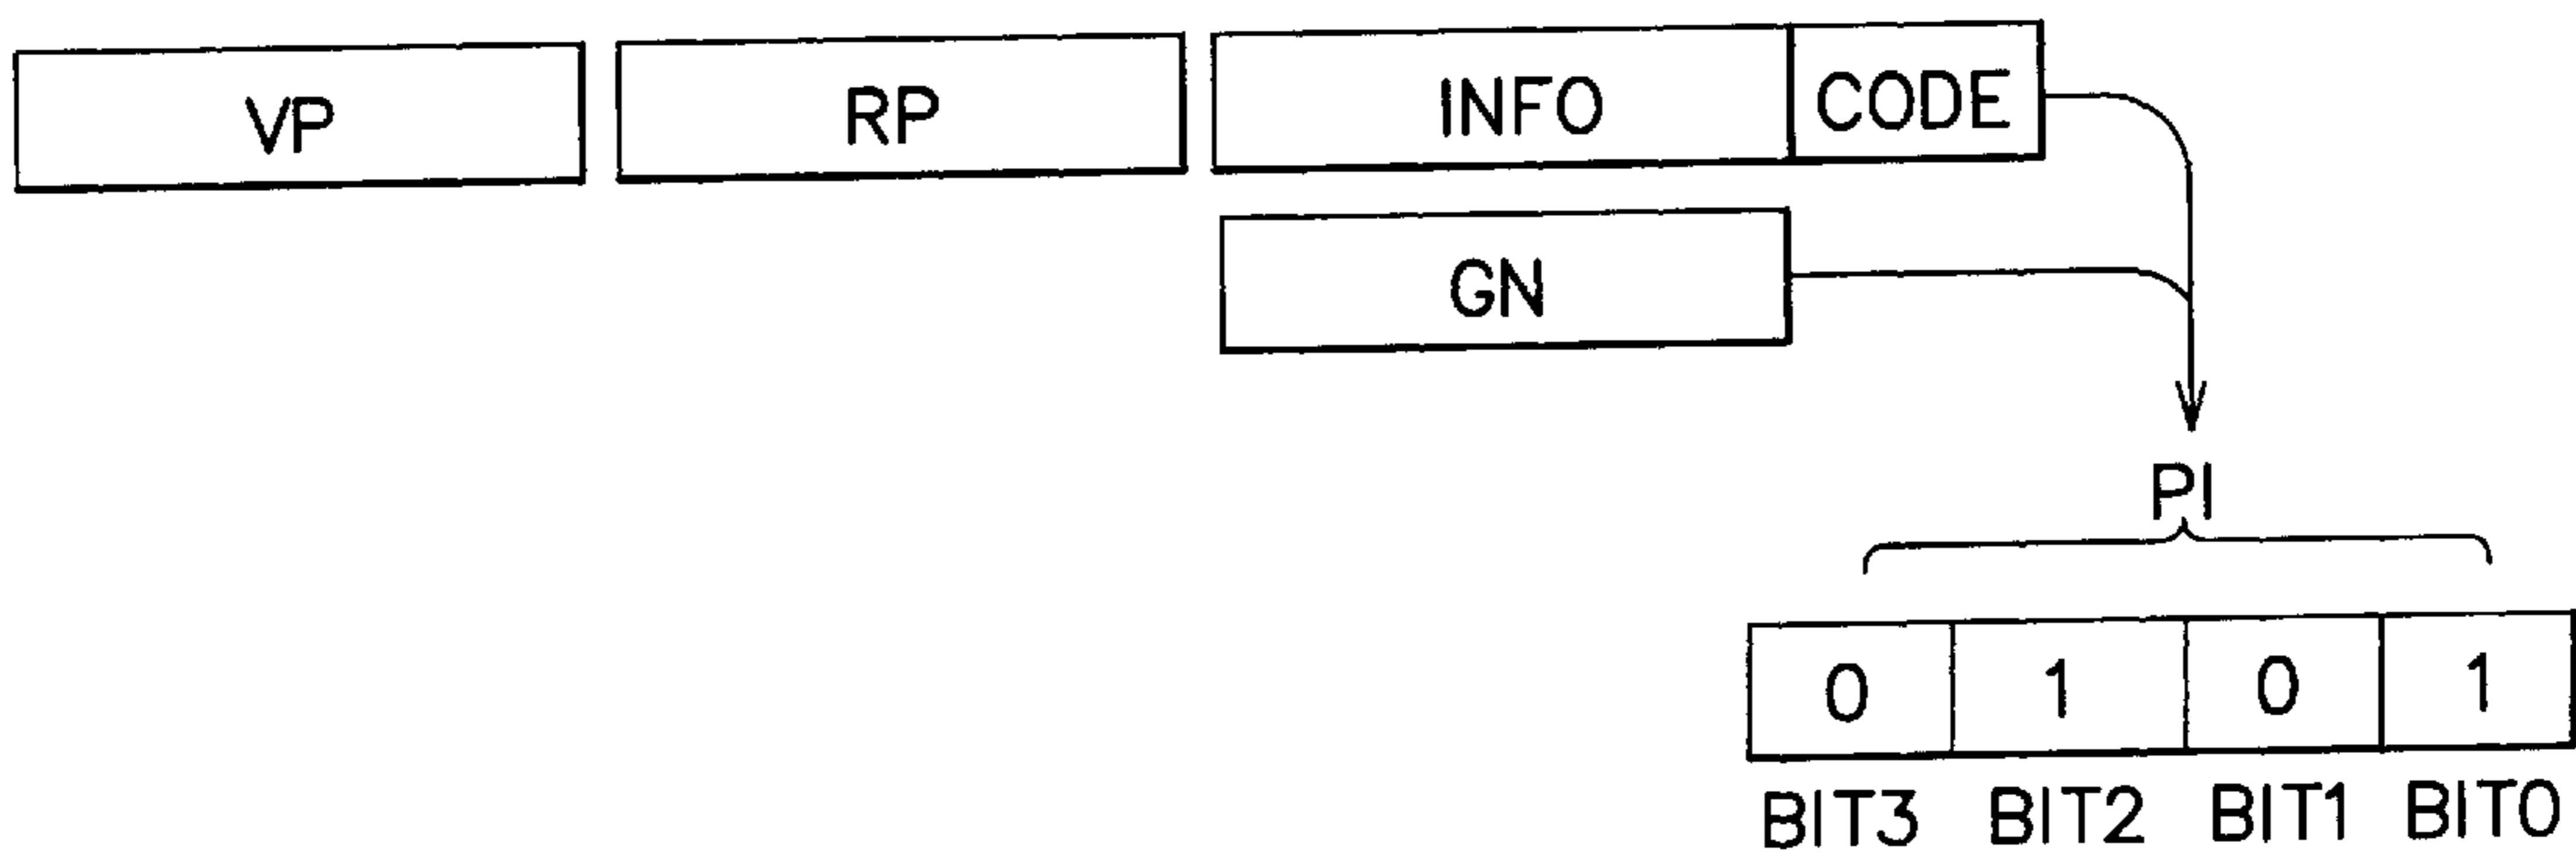 VP RP INFO CODE
GN
PI
0 1 0 1
BIT3 BIT2 BIT1 BIT0